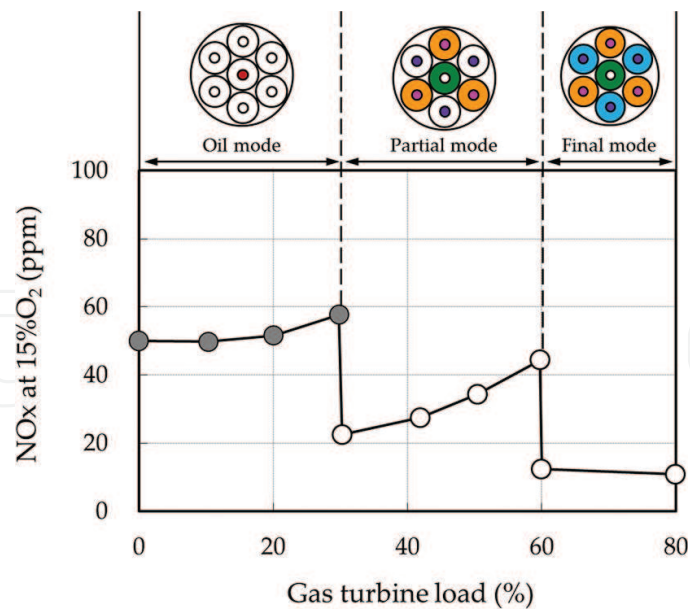 Oil mode
Partial mode
Final mode
100
80
60
40
20
0
NOx at 15%O₂ (ppm)
0
20
40
60
80
Gas turbine load (%)